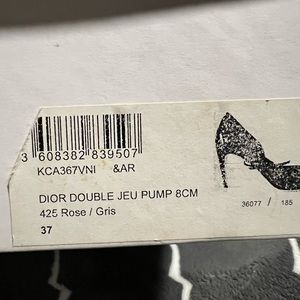 3 608382 839507
KCA367VNI &AR
DIOR DOUBLE JEU PUMP 8CM
36077 / 185
425 Rose / Gris
37